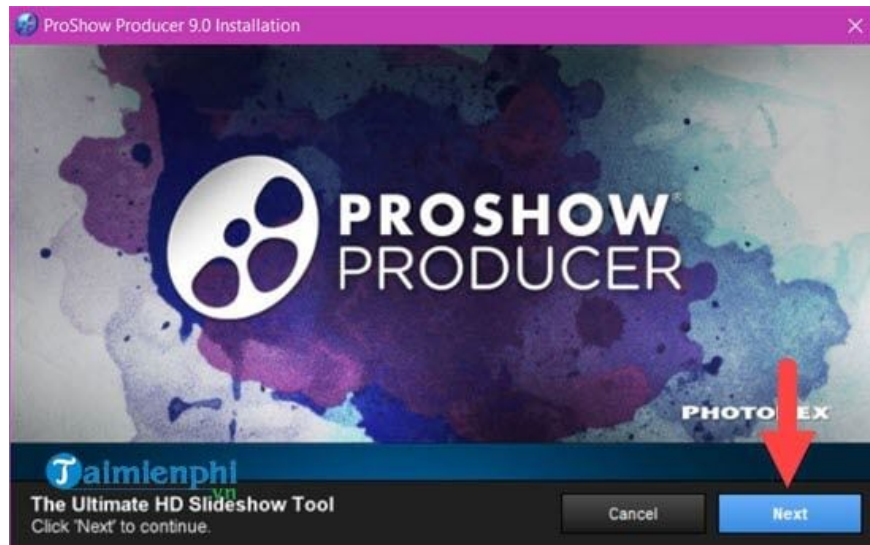 ProShow Producer 9.0 Installation
PROSHOW®
PRODUCER
Taimienphi
.vn
The Ultimate HD Slideshow Tool
Click 'Next' to continue.
Cancel
Next